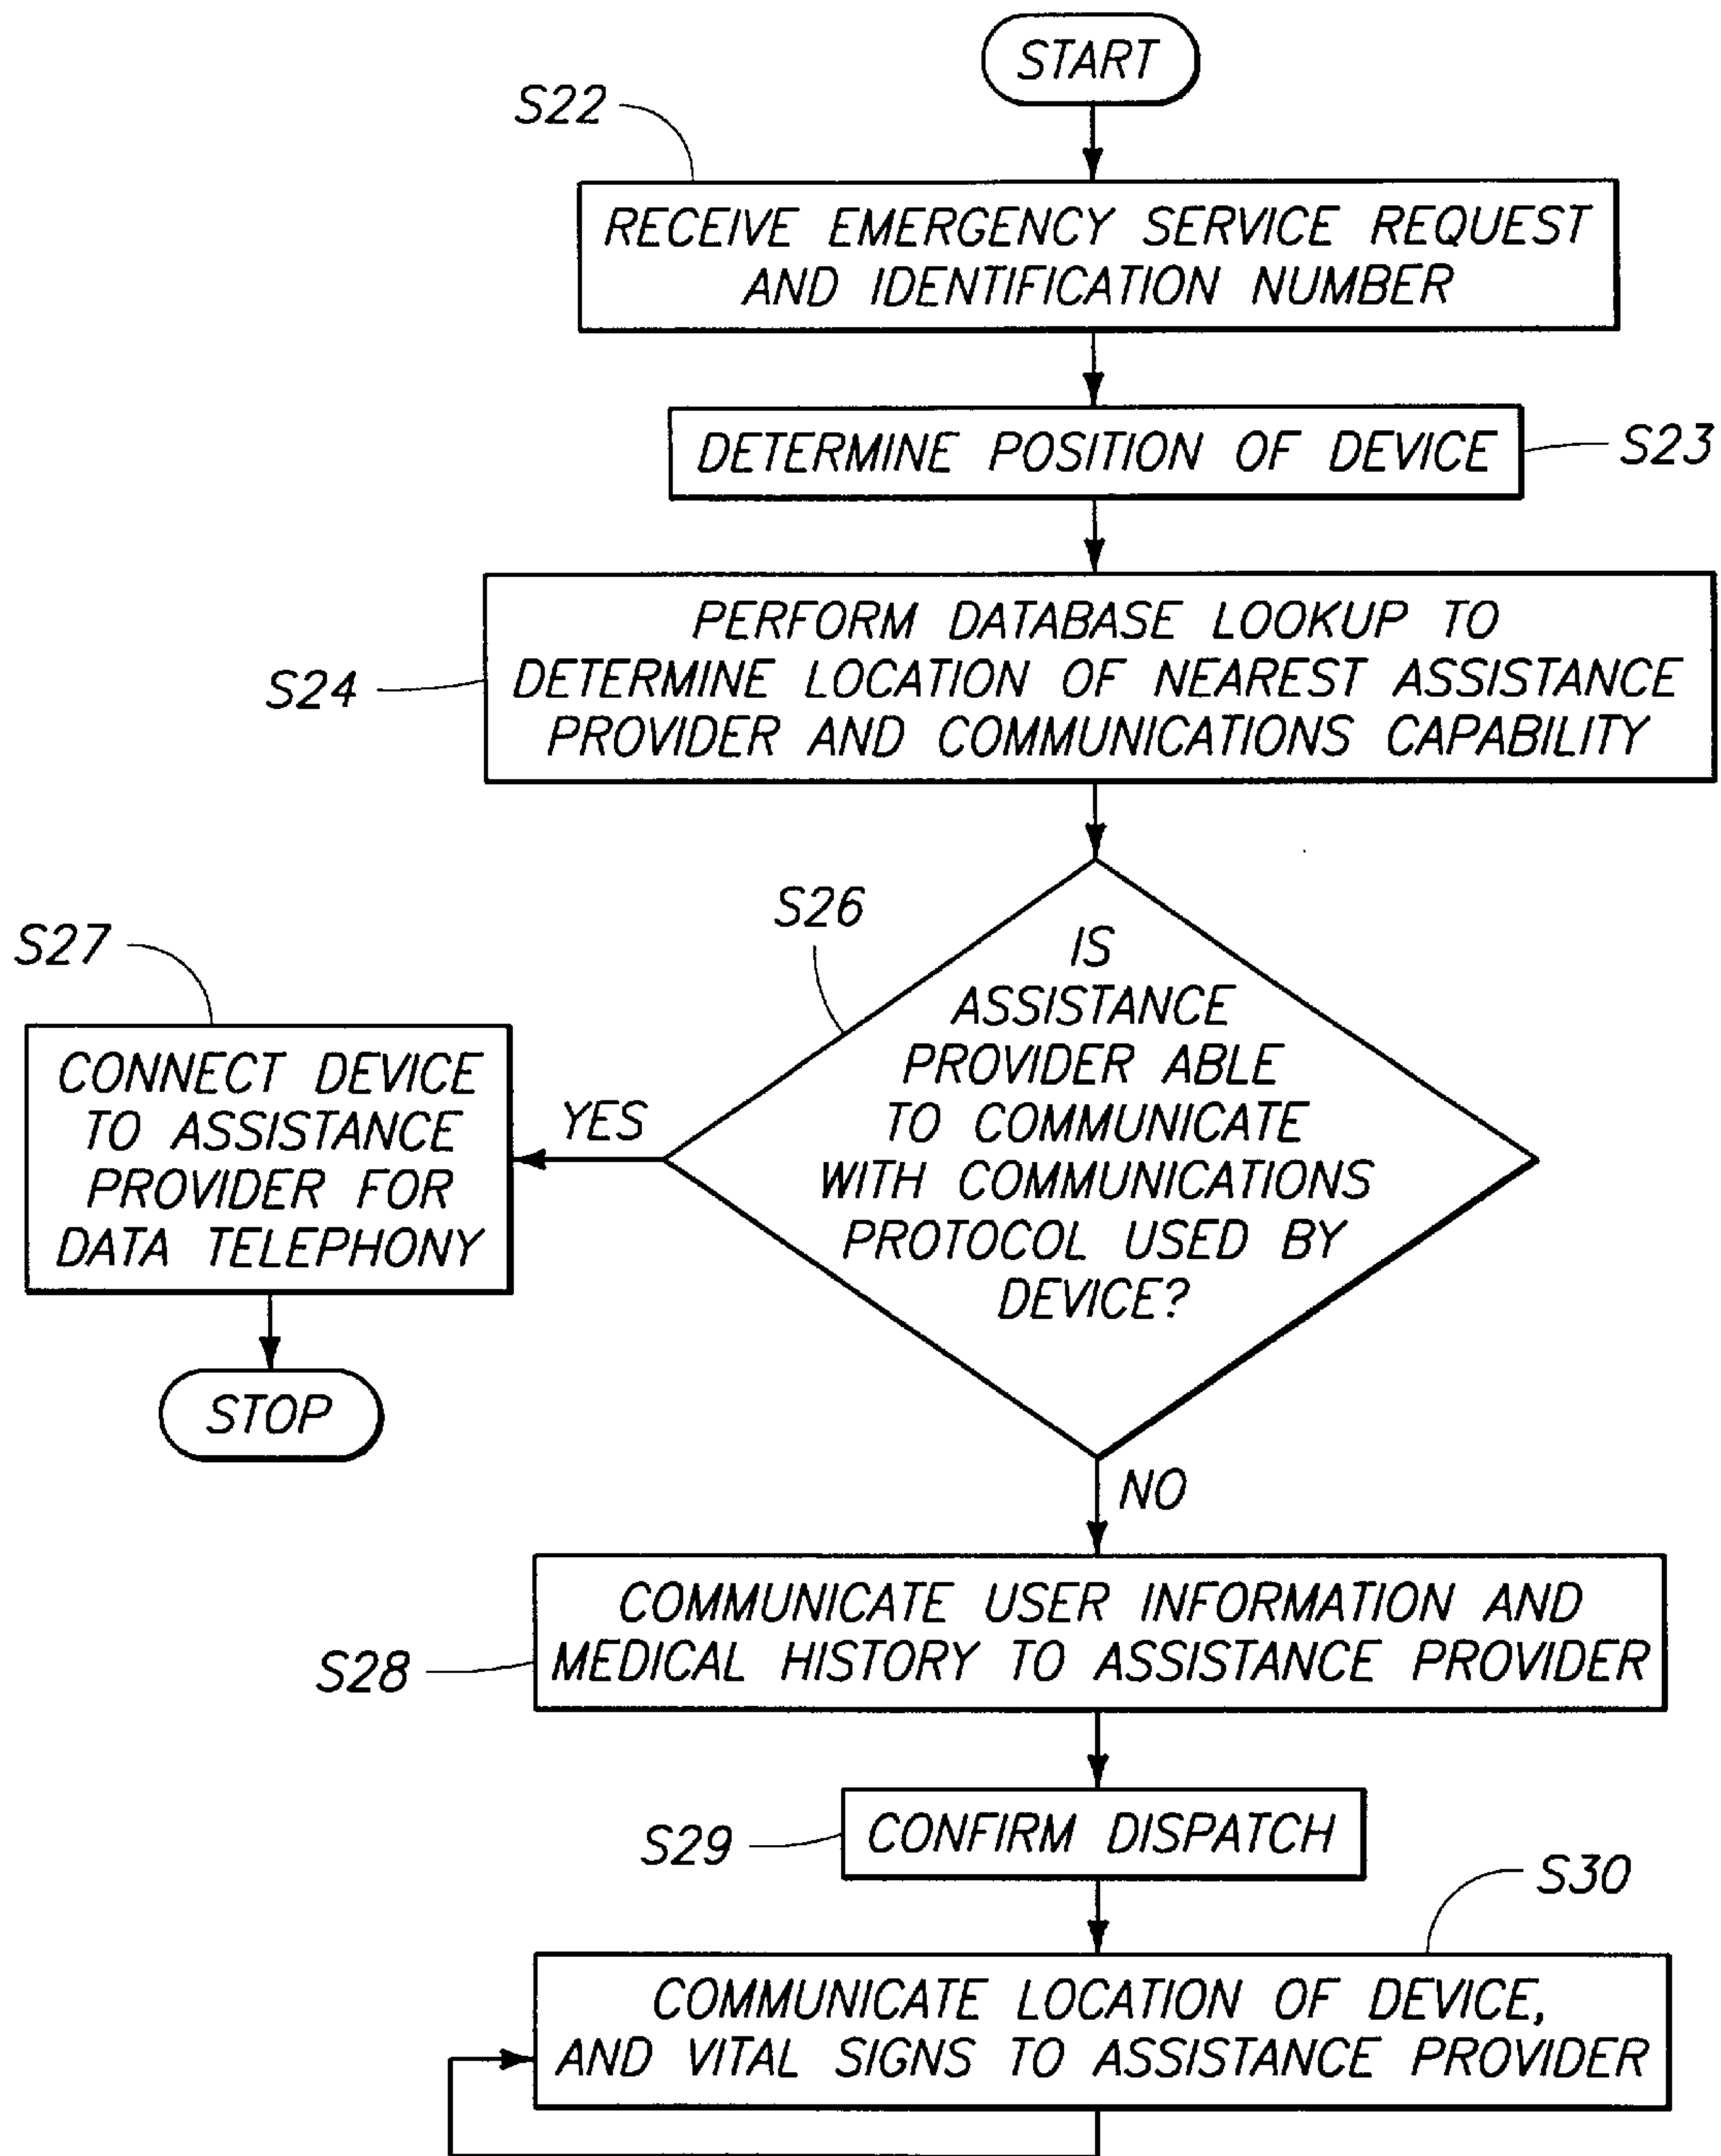 START
S22
RECEIVE EMERGENCY SERVICE REQUEST
AND IDENTIFICATION NUMBER
DETERMINE POSITION OF DEVICE
S23
PERFORM DATABASE LOOKUP TO
DETERMINE LOCATION OF NEAREST ASSISTANCE
PROVIDER AND COMMUNICATIONS CAPABILITY
S24
S26
IS
ASSISTANCE
PROVIDER ABLE
TO COMMUNICATE
WITH COMMUNICATIONS
PROTOCOL USED BY
DEVICE?
YES
S27
CONNECT DEVICE
TO ASSISTANCE
PROVIDER FOR
DATA TELEPHONY
STOP
NO
COMMUNICATE USER INFORMATION AND
MEDICAL HISTORY TO ASSISTANCE PROVIDER
S28
S29
CONFIRM DISPATCH
S30
COMMUNICATE LOCATION OF DEVICE,
AND VITAL SIGNS TO ASSISTANCE PROVIDER